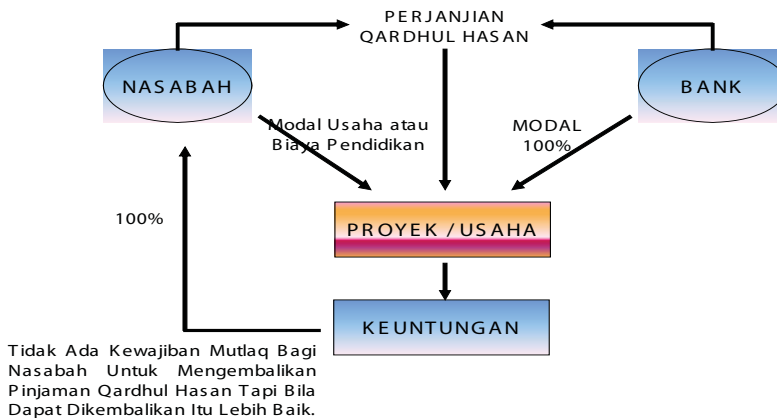 PERJANJIAN
QARDHUL HASAN
NASABAH
BANK
Modal Usaha atau
Biaya Pendidikan
MODAL
100%
100%
PROYEK / USAHA
KEUNTUNGAN
Tidak Ada Kewajiban Mutlaq Bagi
Nasabah Untuk Mengembalikan
Pinjaman Qardhul Hasan Tapi Bila
Dapat Dikembalikan Itu Lebih Baik.